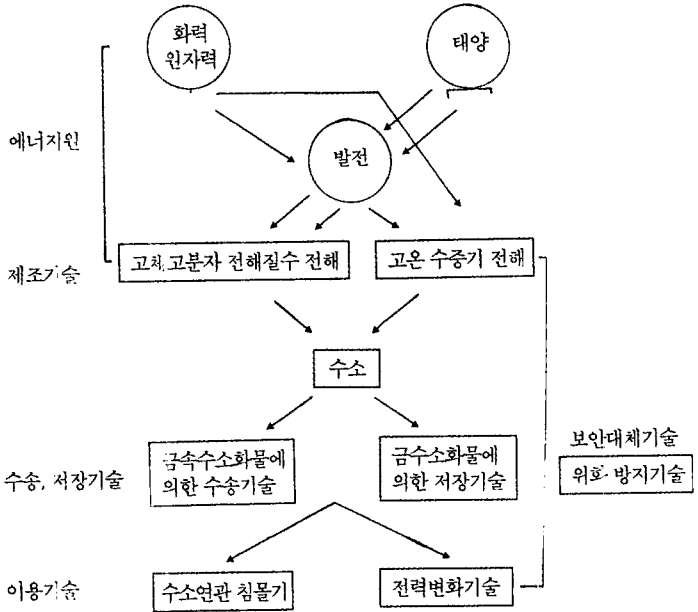 화력
원자력
태양
에너지원
발전
제조기술
고체고분자 전해질수 전해
고온 수증기 전해
수소
수송, 저장기술
금속수소화물에
의한 수송기술
금수소화물에
의한 저장기술
보안대체기술
위화 방지기술
이용기술
수소연관 침몰기
전력변화기술